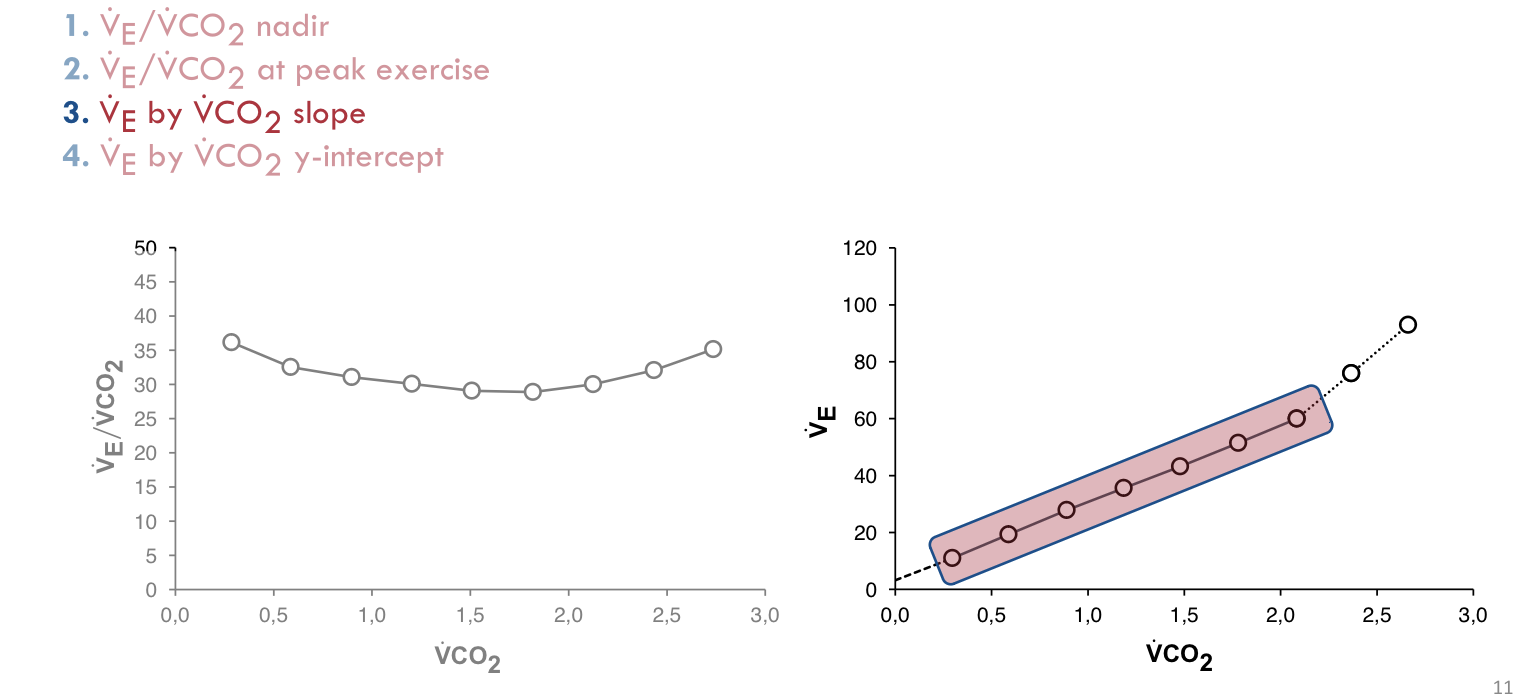 1. V̇E/V̇CO2 nadir
2. V̇E/V̇CO2 at peak exercise
3. V̇E by V̇CO2 slope
4. V̇E by V̇CO2 y-intercept
50
45
40
35
30
25
20
15
10
5
0
V̇E/V̇CO2
0,0 0,5 1,0 1,5 2,0 2,5 3,0
V̇CO2
120
100
80
60
40
20
0
V̇E
0,0 0,5 1,0 1,5 2,0 2,5 3,0
V̇CO2
11